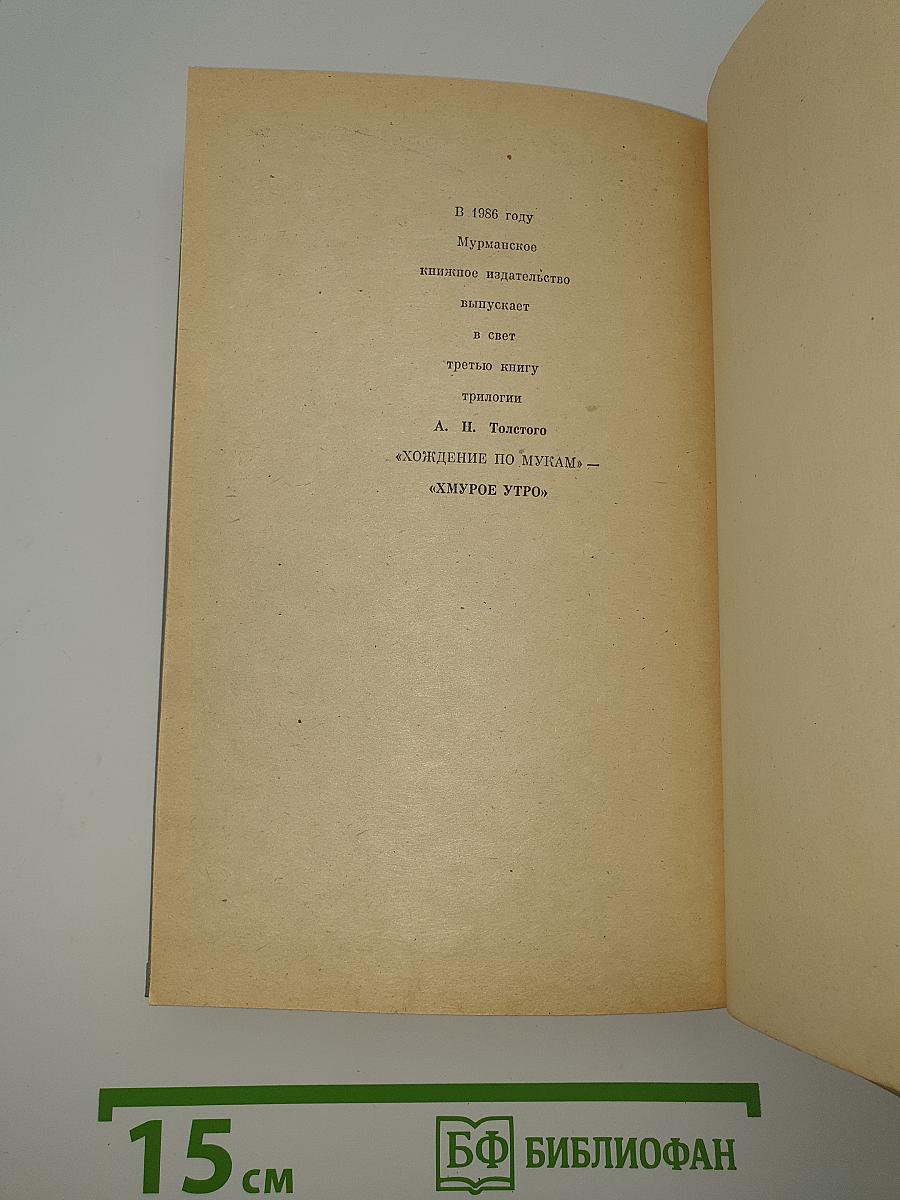 В 1986 году
Мурманское
книжное издательство
выпускает
в свет
третью книгу
трилогии
А. Н. Толстого
«ХОЖДЕНИЕ ПО МУКАМ» —
«ХМУРОЕ УТРО»
15 см
БФ БИБЛИОФАН